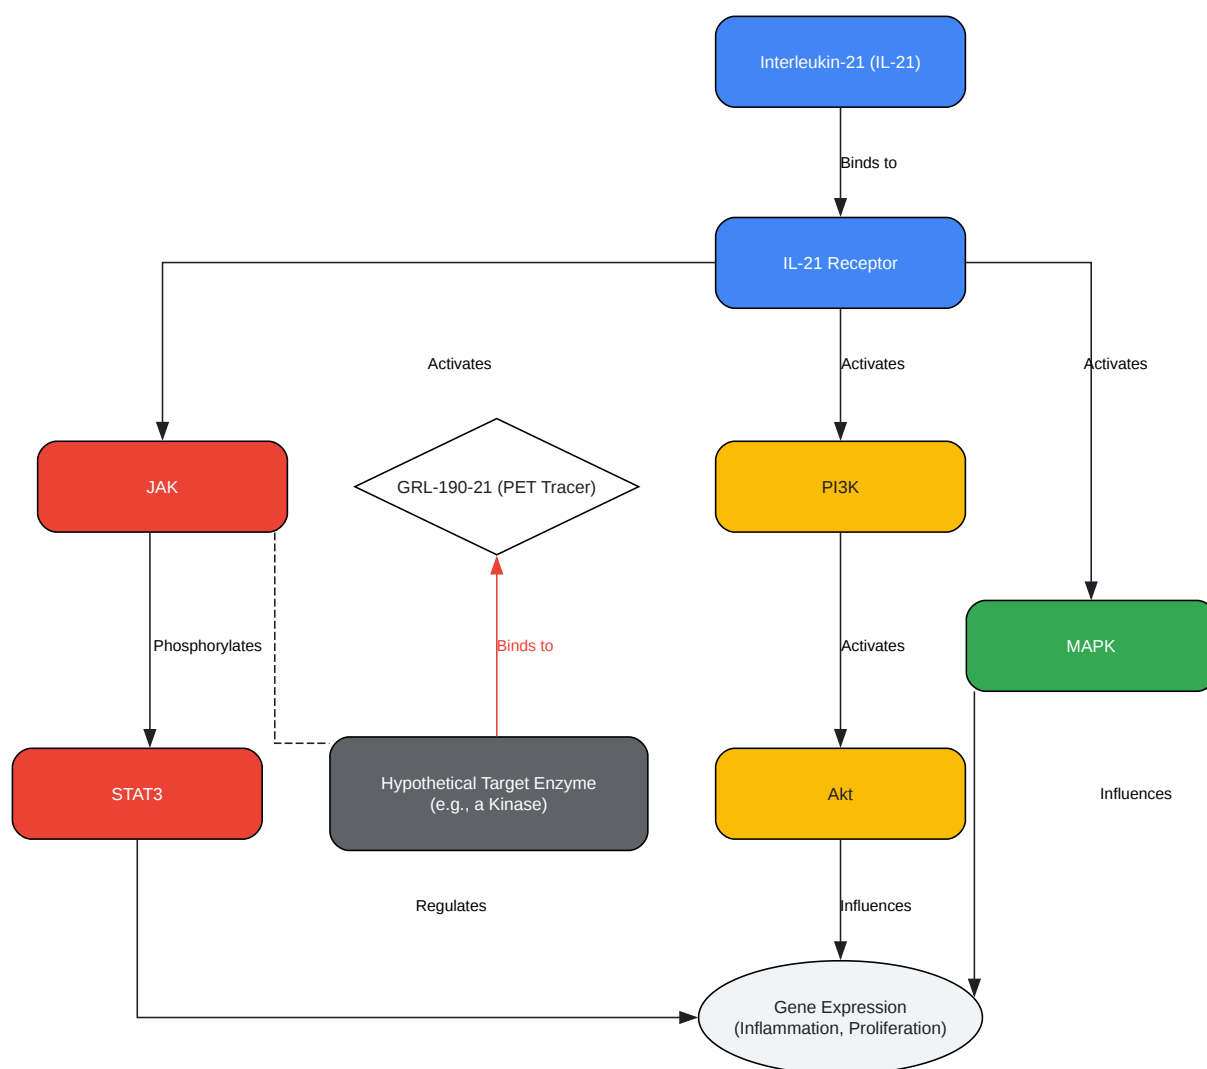 Interleukin-21 (IL-21)
Binds to
IL-21 Receptor
Activates
Activates
Activates
JAK
GRL-190-21 (PET Tracer)
PI3K
Phosphorylates
Binds to
Activates
MAPK
STAT3
Hypothetical Target Enzyme
(e.g., a Kinase)
Akt
Influences
Regulates
Influences
Gene Expression
(Inflammation, Proliferation)